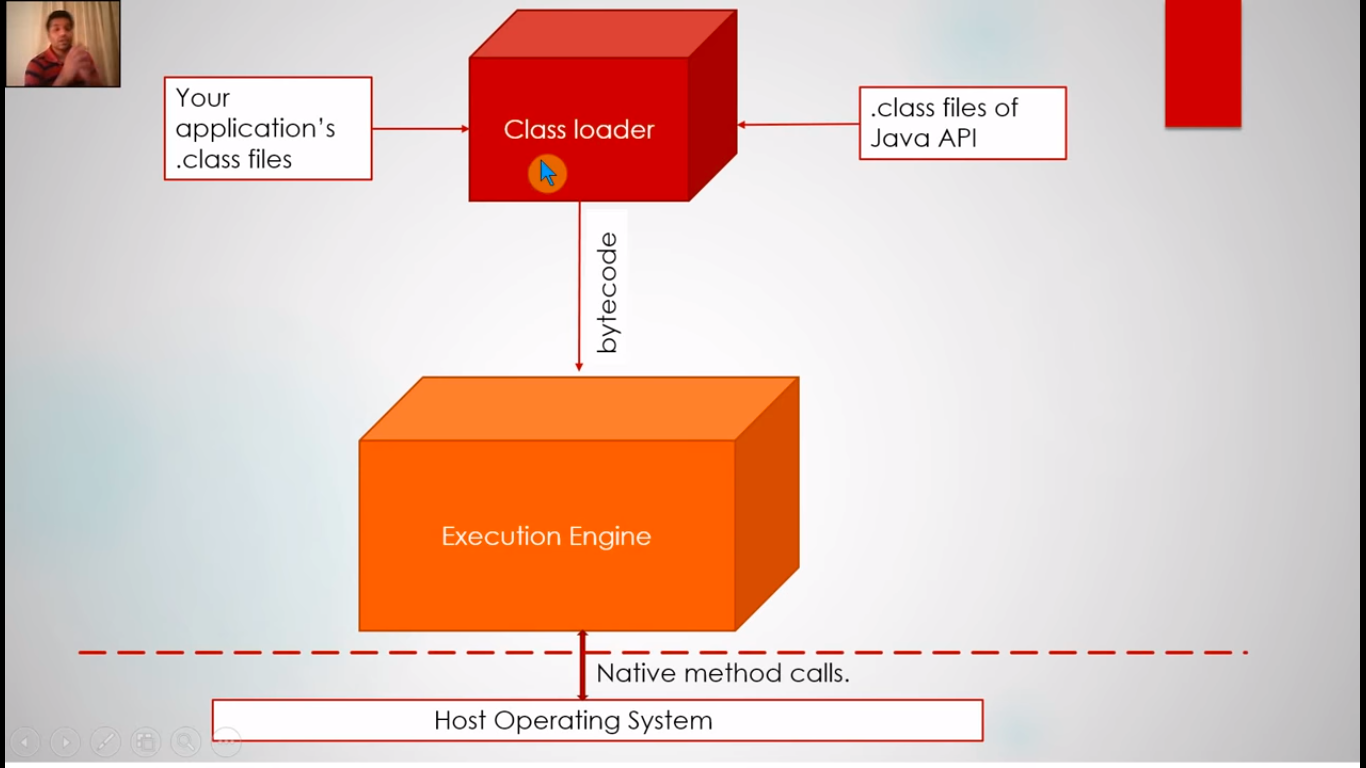 Your
application's
.class files
Class loader
.class files of
Java API
bytecode
Execution Engine
Native method calls.
Host Operating System